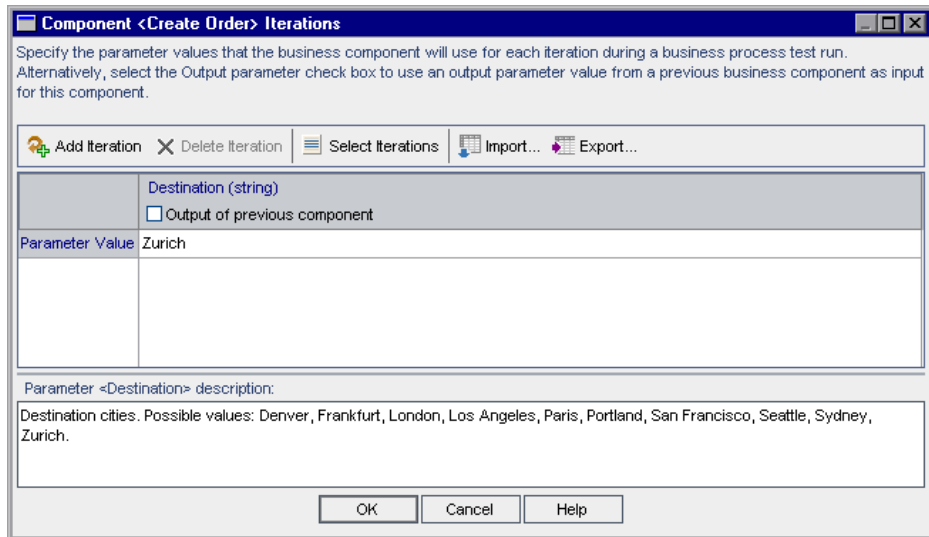 Component <Create Order> Iterations
Specify the parameter values that the business component will use for each iteration during a business process test run.
Alternatively, select the Output parameter check box to use an output parameter value from a previous business component as input
for this component.
Add Iteration Delete Iteration Select Iterations Import... Export...
Destination (string)
Output of previous component
Parameter Value Zurich
Parameter <Destination> description:
Destination cities. Possible values: Denver, Frankfurt, London, Los Angeles, Paris, Portland, San Francisco, Seattle, Sydney,
Zurich.
OK Cancel Help